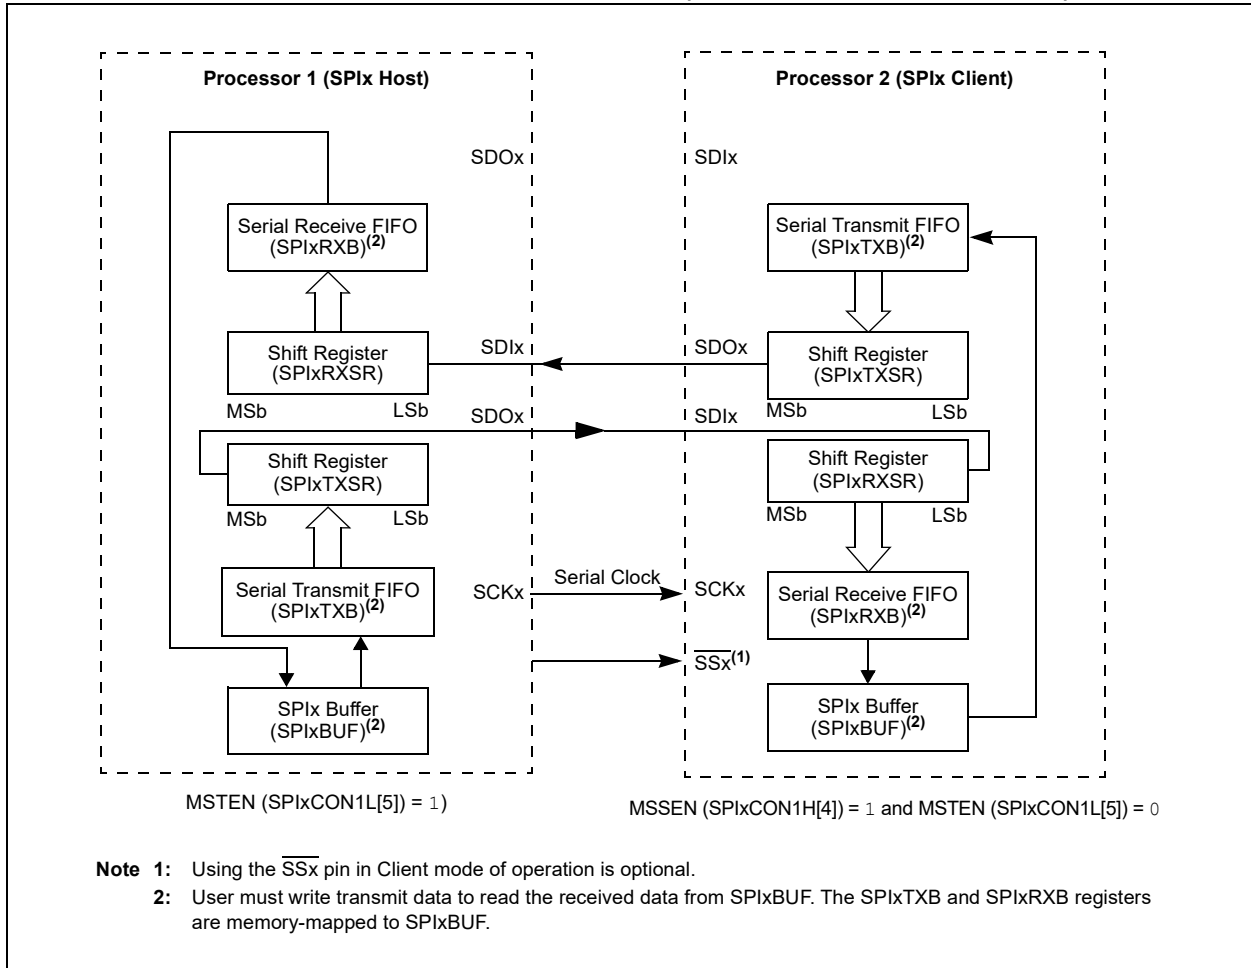 Processor 1 (SPIx Host)
Processor 2 (SPIx Client)
SDOx
SDIx
Serial Receive FIFO
(SPIxRXB)(2)
Serial Transmit FIFO
(SPIxTXB)(2)
Shift Register
(SPIxRXSR)
SDIx
SDOx
Shift Register
(SPIxTXSR)
MSb
LSb
MSb
LSb
SDOx
SDIx
Shift Register
(SPIxTXSR)
Shift Register
(SPIxRXSR)
MSb
LSb
MSb
LSb
Serial Transmit FIFO
(SPIxTXB)(2)
SCKx
Serial Clock
SCKx
Serial Receive FIFO
(SPIxRXB)(2)
SSx(1)
SPIx Buffer
(SPIxBUF)(2)
SPIx Buffer
(SPIxBUF)(2)
MSTEN (SPIxCON1L[5]) = 1)
MSSEN (SPIxCON1H[4]) = 1 and MSTEN (SPIxCON1L[5]) = 0
Note 1: Using the SSx pin in Client mode of operation is optional.
2: User must write transmit data to read the received data from SPIxBUF. The SPIxTXB and SPIxRXB registers
are memory-mapped to SPIxBUF.